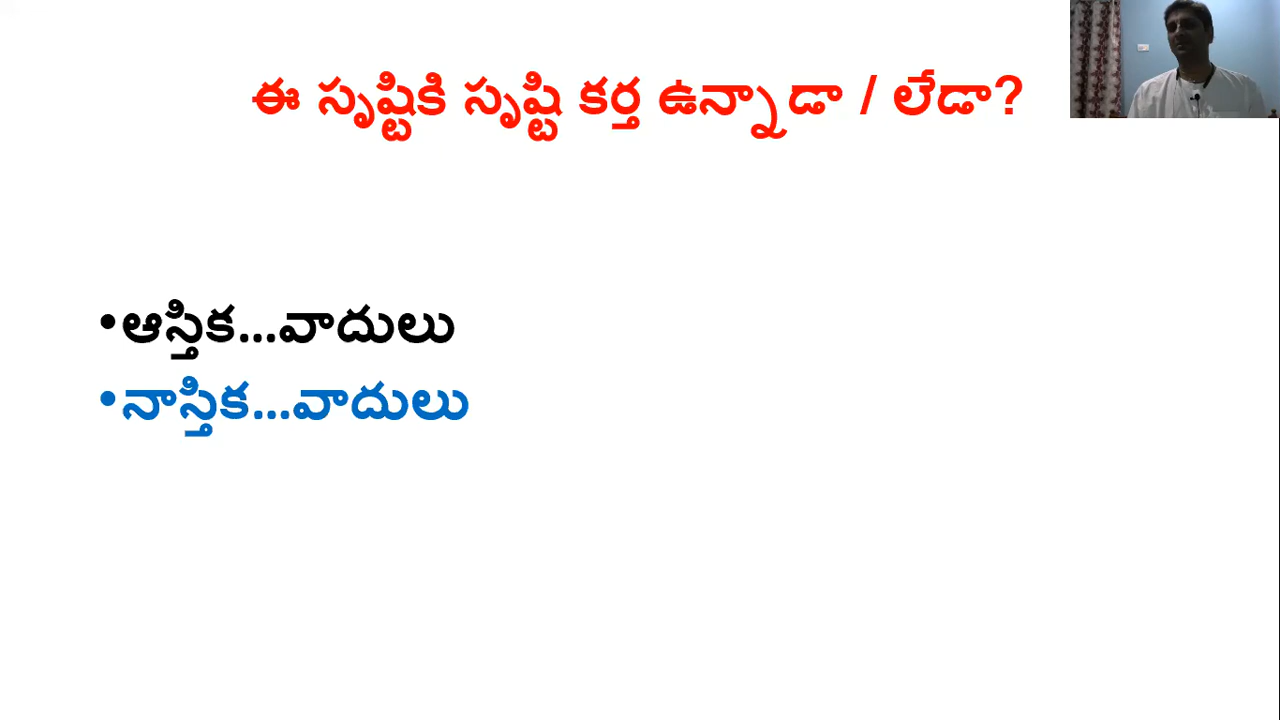 ఈ సృష్టికి సృష్టి కర్త ఉన్నాడా / లేడా?
•ఆస్తిక...వాదులు
•నాస్తిక...వాదులు